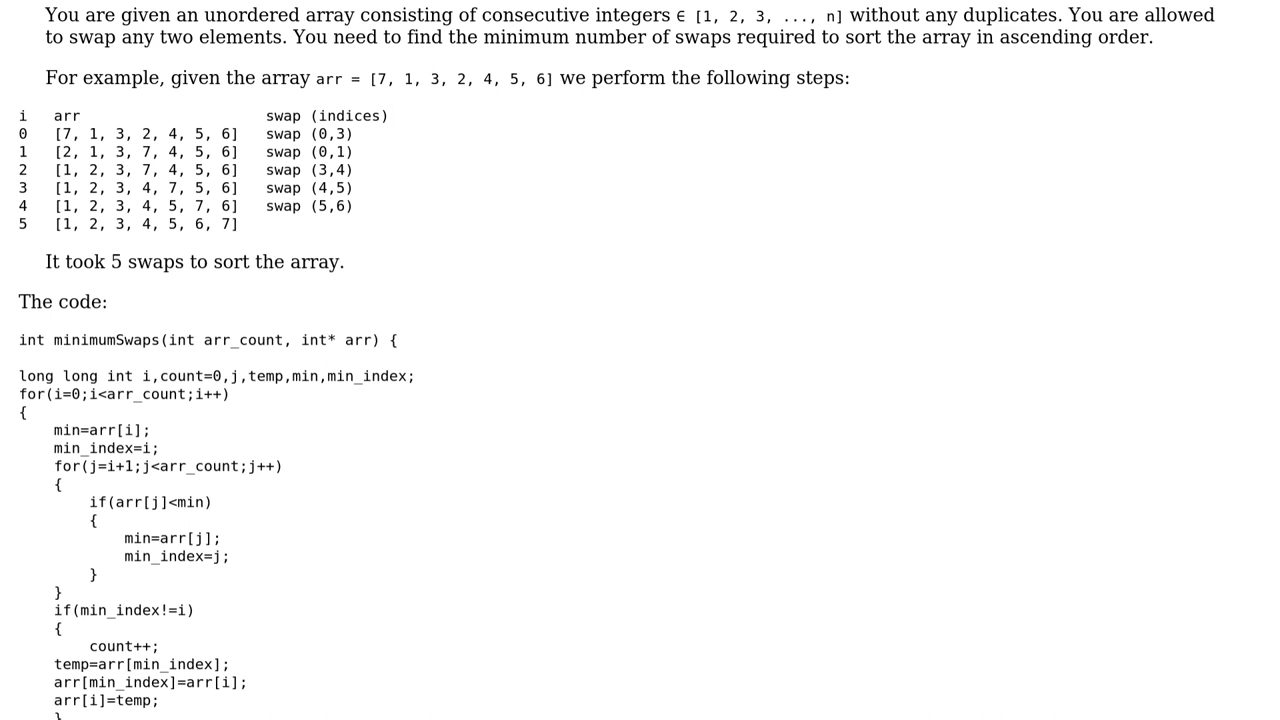 You are given an unordered array consisting of consecutive integers ∈ [1, 2, 3, ..., n] without any duplicates. You are allowed
to swap any two elements. You need to find the minimum number of swaps required to sort the array in ascending order.
For example, given the array arr = [7, 1, 3, 2, 4, 5, 6] we perform the following steps:
i   arr                     swap (indices)
0   [7, 1, 3, 2, 4, 5, 6]   swap (0,3)
1   [2, 1, 3, 7, 4, 5, 6]   swap (0,1)
2   [1, 2, 3, 7, 4, 5, 6]   swap (3,4)
3   [1, 2, 3, 4, 7, 5, 6]   swap (4,5)
4   [1, 2, 3, 4, 5, 7, 6]   swap (5,6)
5   [1, 2, 3, 4, 5, 6, 7]
It took 5 swaps to sort the array.
The code:
int minimumSwaps(int arr_count, int* arr) {
long long int i,count=0,j,temp,min,min_index;
for(i=0;i<arr_count;i++)
{
    min=arr[i];
    min_index=i;
    for(j=i+1;j<arr_count;j++)
    {
        if(arr[j]<min)
        {
            min=arr[j];
            min_index=j;
        }
    }
    if(min_index!=i)
    {
        count++;
    temp=arr[min_index];
    arr[min_index]=arr[i];
    arr[i]=temp;
    }